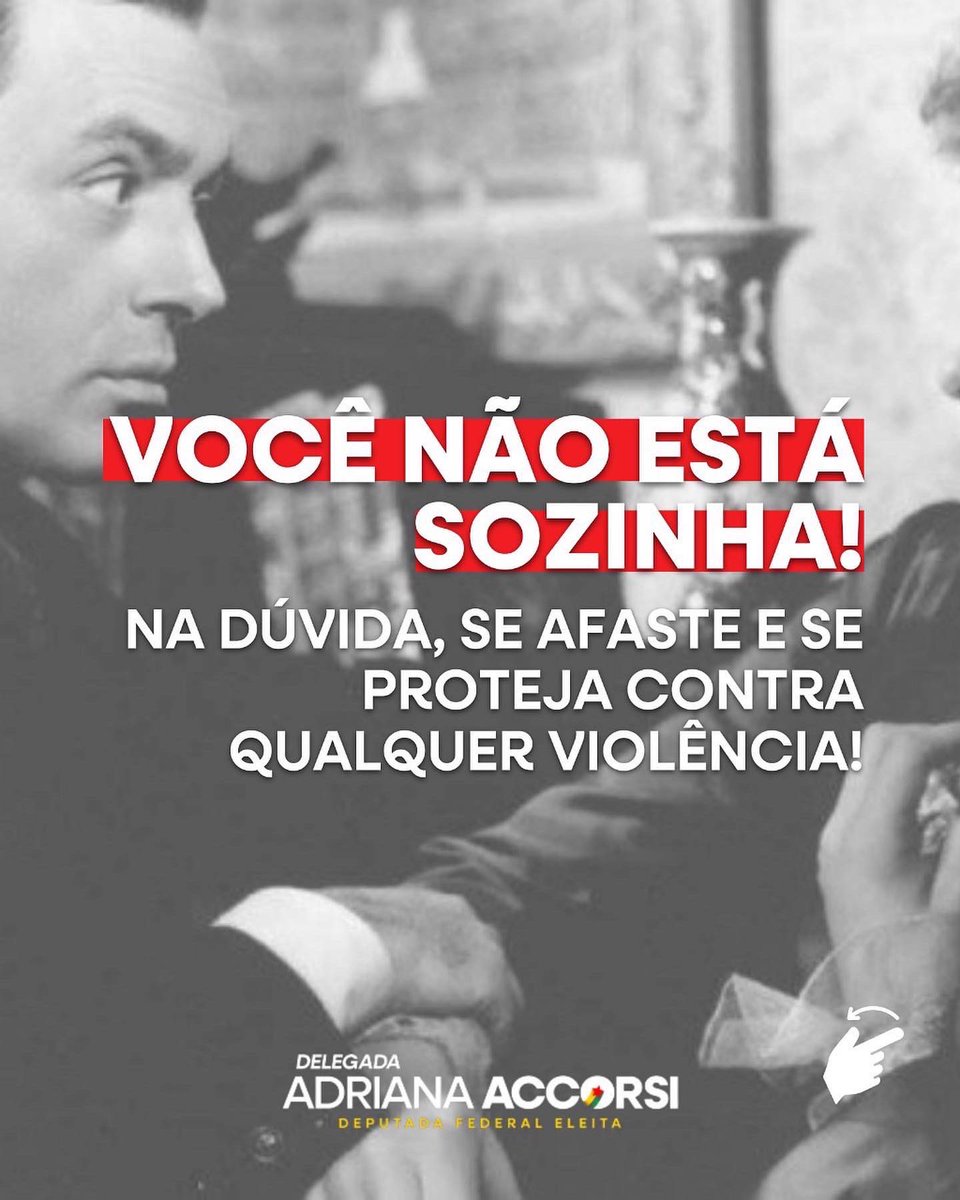 VOCÊ NÃO ESTÁ
SOZINHA!
NA DÚVIDA, SE AFASTE E SE
PROTEJA CONTRA
QUALQUER VIOLÊNCIA!
DELEGADA
ADRIANA ACCORSI
DEPUTADA FEDERAL ELEITA